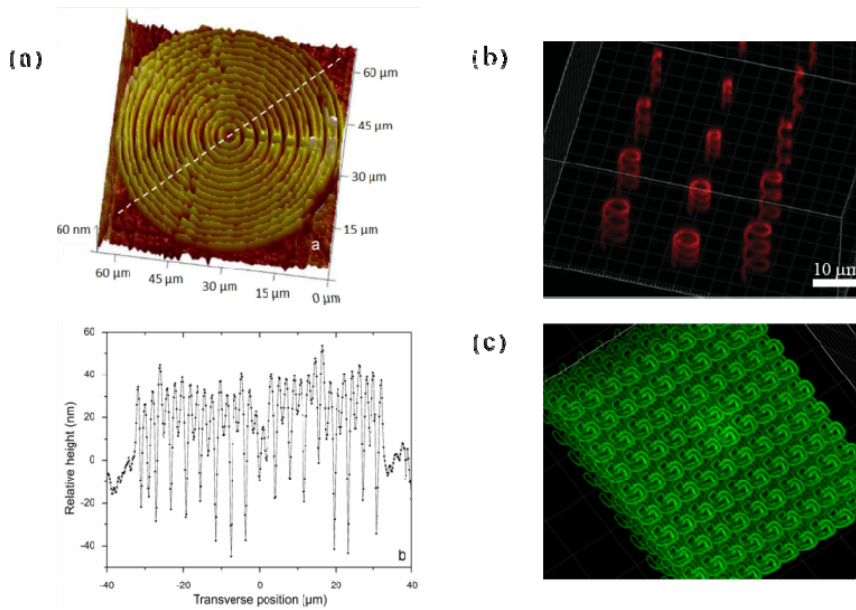 (a)
60 µm
45 µm
30 µm
15 µm
60 nm
60 µm
45 µm
30 µm
15 µm
0 µm
a
60
40
20
0
-20
-40
Relative height (nm)
-40
-20
0
20
40
Transverse position (µm)
b
(b)
10 µm
(c)